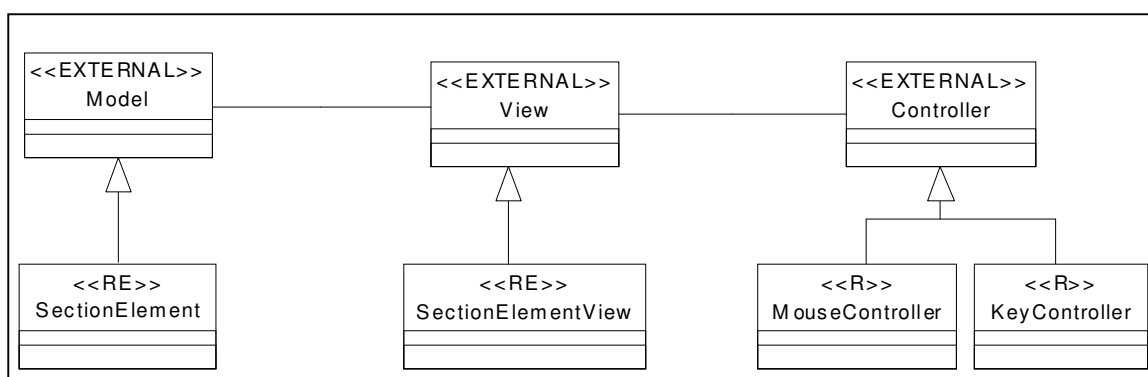 <<EXTERNAL>>
Model
<<EXTERNAL>>
View
<<EXTERNAL>>
Controller
<<RE>>
SectionElement
<<RE>>
SectionElementView
<<R>>
MouseController
<<R>>
KeyController